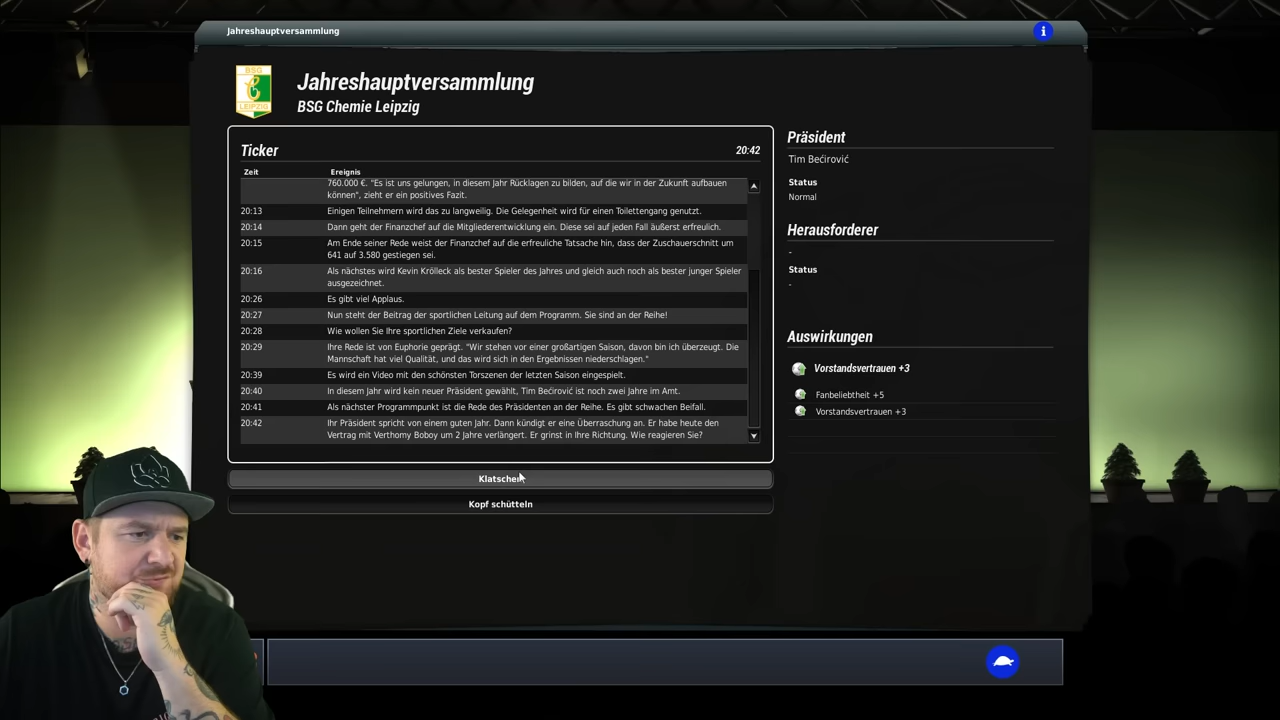 Jahreshauptversammlung
i
BSG
LEIPZIG
Jahreshauptversammlung
BSG Chemie Leipzig
Ticker
20:42
Zeit
Ereignis
760.000 €. "Es ist uns gelungen, in diesem Jahr Rücklagen zu bilden, auf die wir in der Zukunft aufbauen
können", zieht er ein positives Fazit.
20:13 Einigen Teilnehmern wird das zu langweilig. Die Gelegenheit wird für einen Toilettengang genutzt.
20:14 Dann geht der Finanzchef auf die Mitgliederentwicklung ein. Diese sei auf jeden Fall äußerst erfreulich.
20:15 Am Ende seiner Rede weist der Finanzchef auf die erfreuliche Tatsache hin, dass der Zuschauerschnitt um
641 auf 3.580 gestiegen sei.
20:16 Als nächstes wird Kevin Krölleck als bester Spieler des Jahres und gleich auch noch als bester junger Spieler
ausgezeichnet.
20:26 Es gibt viel Applaus.
20:27 Nun steht der Beitrag der sportlichen Leitung auf dem Programm. Sie sind an der Reihe!
20:28 Wie wollen Sie Ihre sportlichen Ziele verkaufen?
20:29 Ihre Rede ist von Euphorie geprägt. "Wir stehen vor einer großartigen Saison, davon bin ich überzeugt. Die
Mannschaft hat viel Qualität, und das wird sich in den Ergebnissen niederschlagen."
20:39 Es wird ein Video mit den schönsten Torszenen der letzten Saison eingespielt.
20:40 In diesem Jahr wird kein neuer Präsident gewählt, Tim Bećirović ist noch zwei Jahre im Amt.
20:41 Als nächster Programmpunkt ist die Rede des Präsidenten an der Reihe. Es gibt schwachen Beifall.
20:42 Ihr Präsident spricht von einem guten Jahr. Dann kündigt er eine Überraschung an. Er habe heute den
Vertrag mit Verthomy Boboy um 2 Jahre verlängert. Er grinst in Ihre Richtung. Wie reagieren Sie?
Klatschen
Kopf schütteln
Präsident
Tim Bećirović
Status
Normal
Herausforderer
-
Status
-
Auswirkungen
Vorstandsvertrauen +3
Fanbeliebtheit +5
Vorstandsvertrauen +3